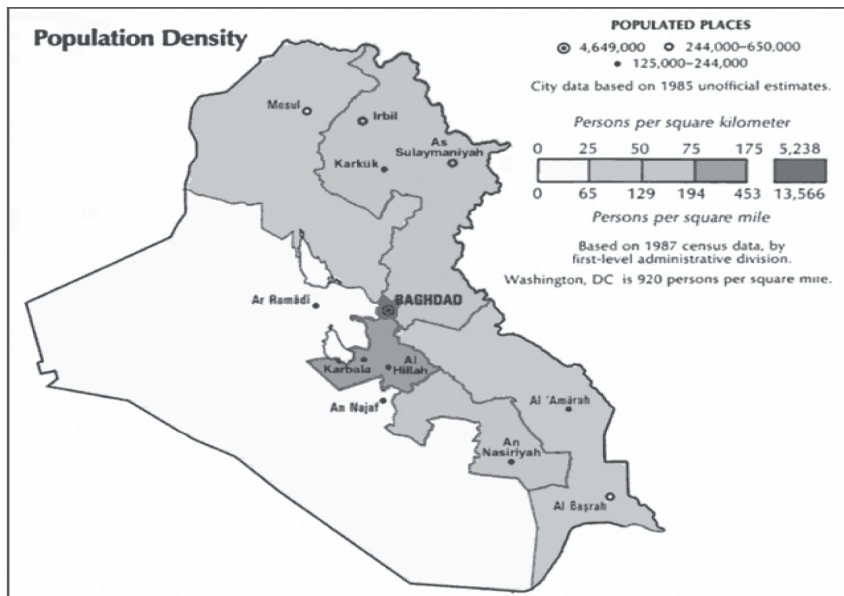 Population Density
POPULATED PLACES
4,649,000 244,000–650,000
125,000–244,000
City data based on 1985 unofficial estimates.
Persons per square kilometer
0 25 50 75 175 5,238
0 65 129 194 453 13,566
Persons per square mile
Based on 1987 census data, by
first-level administrative division.
Washington, DC is 920 persons per square mile.
Mosul
Irbil
As
Sulaymaniyah
Karkūk
Ar Ramādī
BAGHDAD
Karbala
Al
Hillah
An Najaf
Al 'Amārah
An
Nasiriyah
Al Başrah